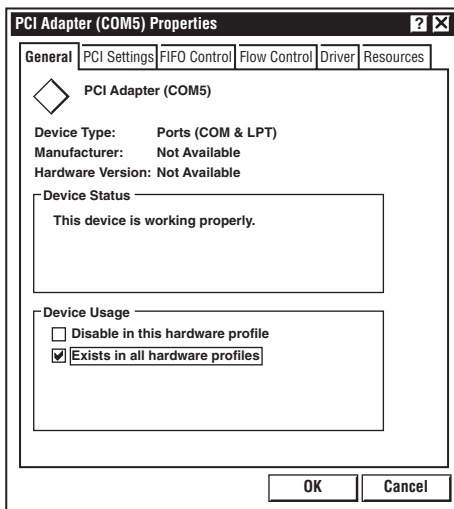 PCI Adapter (COM5) Properties ? X
General PCI Settings FIFO Control Flow Control Driver Resources
PCI Adapter (COM5)
Device Type: Ports (COM & LPT)
Manufacturer: Not Available
Hardware Version: Not Available
Device Status
This device is working properly.
Device Usage
Disable in this hardware profile
Exists in all hardware profiles
OK Cancel